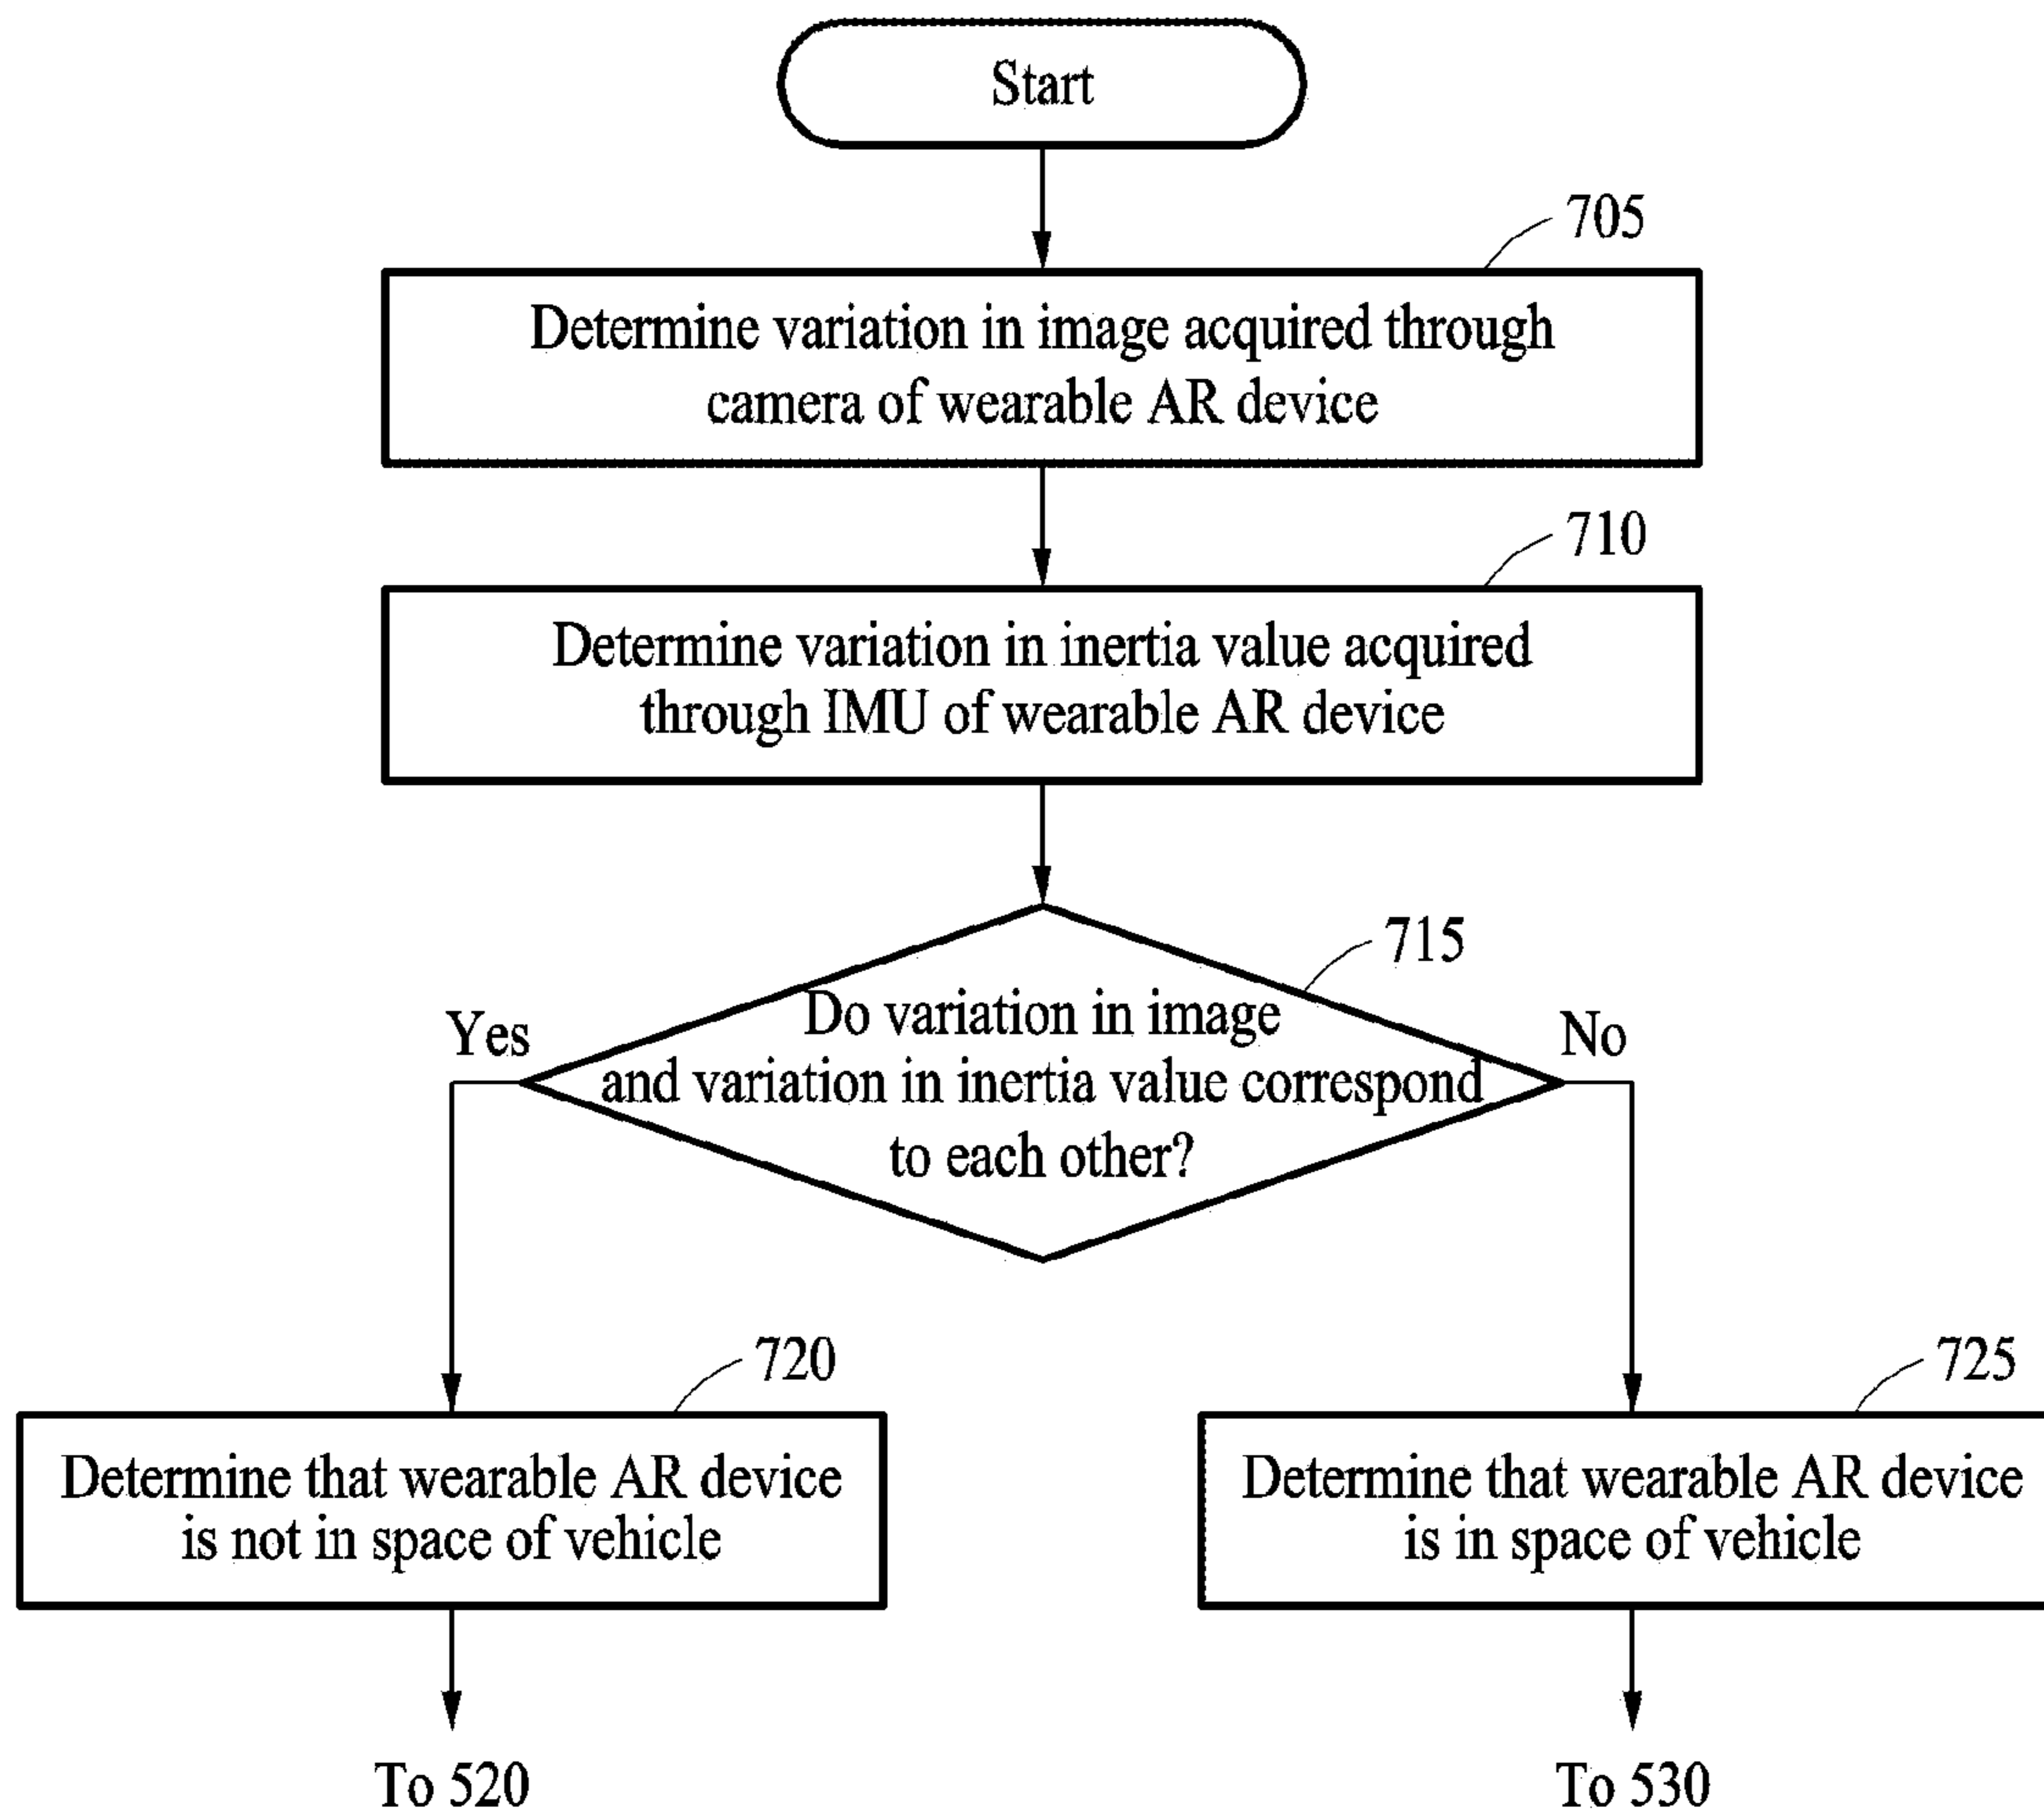 Start
705
Determine variation in image acquired through
camera of wearable AR device
710
Determine variation in inertia value acquired
through IMU of wearable AR device
715
Do variation in image
and variation in inertia value correspond
to each other?
Yes
No
720
Determine that wearable AR device
is not in space of vehicle
725
Determine that wearable AR device
is in space of vehicle
To 520
To 530